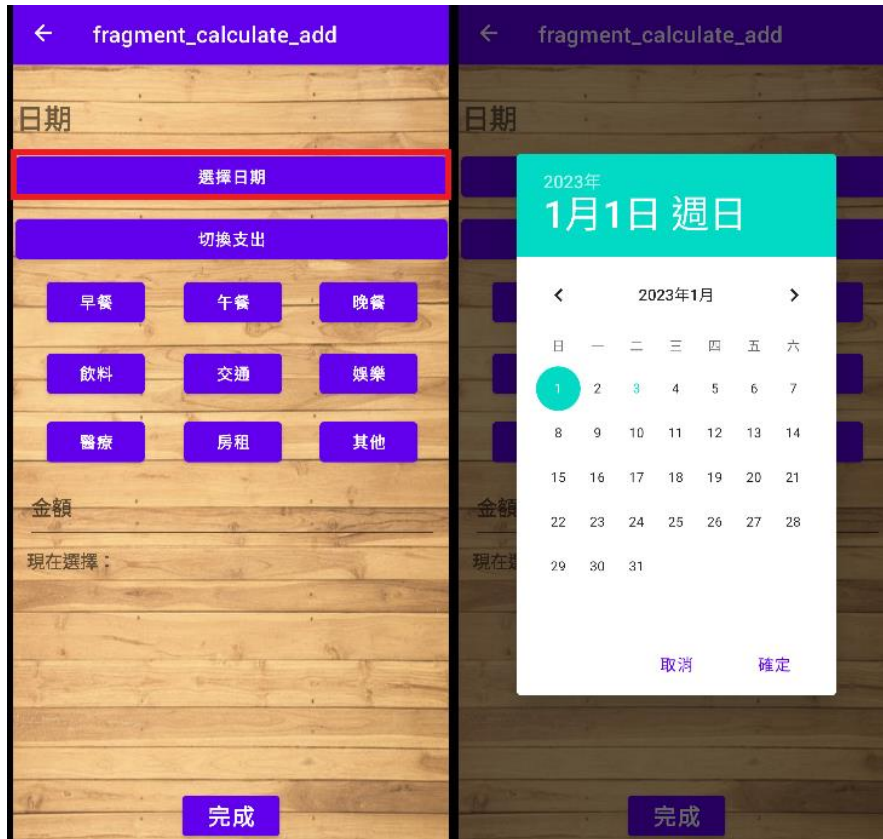 fragment_calculate_add
日期
選擇日期
切換支出
早餐 午餐 晚餐
飲料 交通 娛樂
醫療 房租 其他
金額
現在選擇：
完成
fragment_calculate_add
日期
2023年
1月1日 週日
2023年1月
日 一 二 三 四 五 六
1 2 3 4 5 6 7
8 9 10 11 12 13 14
15 16 17 18 19 20 21
22 23 24 25 26 27 28
29 30 31
取消 確定
金額
現在選
完成